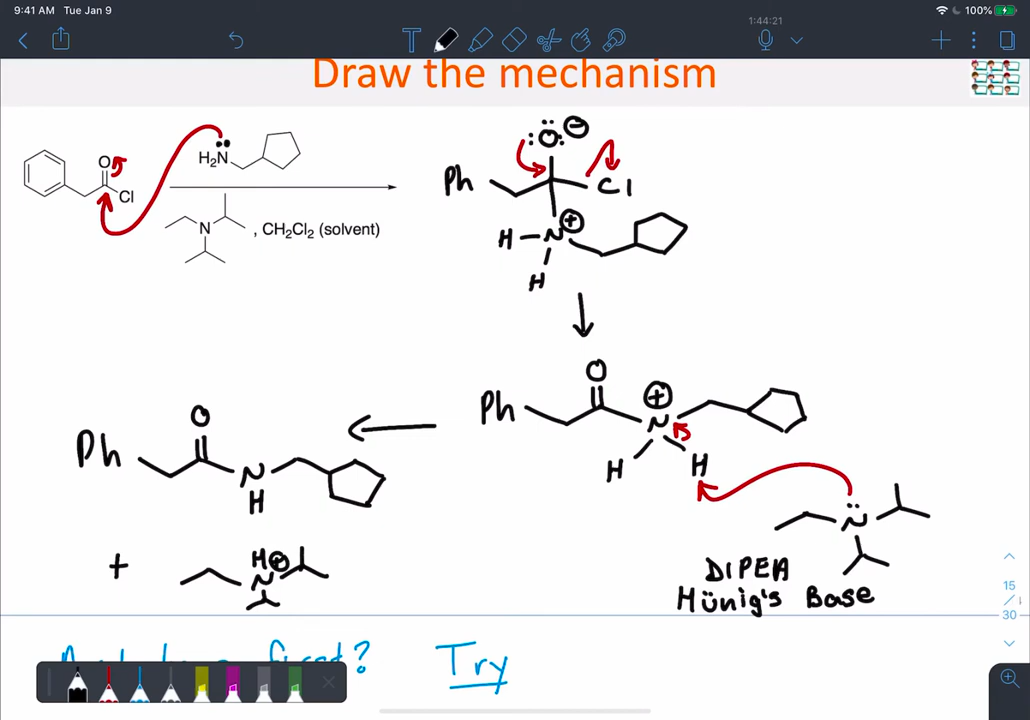 9:41 AM Tue Jan 9
100%
1:44:21
Draw the mechanism
O
Cl
H₂N
N
, CH₂Cl₂ (solvent)
O
Ph
Cl
H
N
H
O
Ph
N
H
H
O
Ph
N
H
N
DIPEA
Hünig's Base
+
H
N
15
/
30
first?
Try